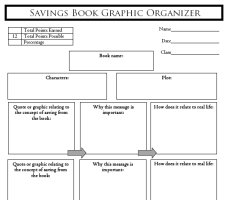 SAVINGS BOOK GRAPHIC ORGANIZER
Total Points Earned
12 Total Points Possible
Percentage
Name
Date
Class
Book name:
Characters:
Plot:
Quote or graphic relating to
the concept of saving from
the book:
Why this message is
important:
How does it relate to real life:
Quote or graphic relating to
the concept of saving from
the book:
Why this message is
important:
How does it relate to real life: